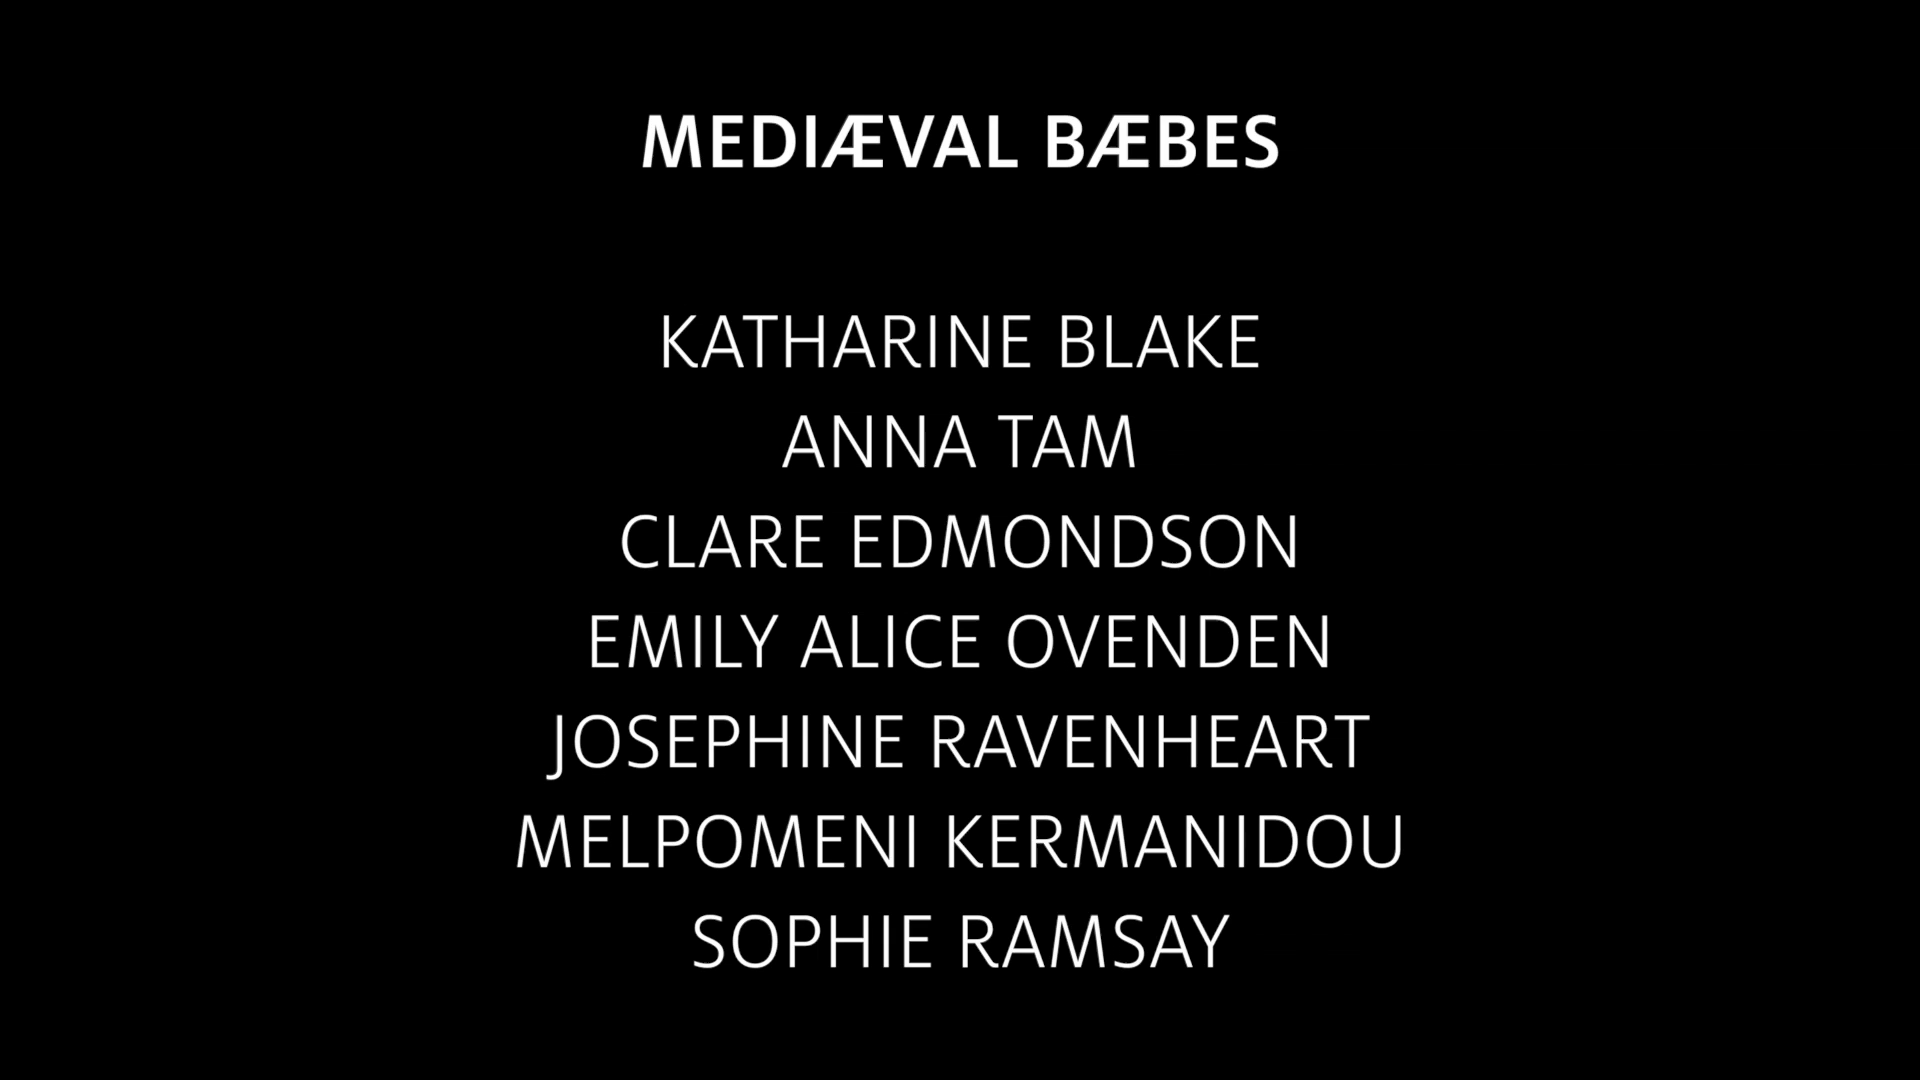 MEDIÆVAL BÆBES
KATHARINE BLAKE
ANNA TAM
CLARE EDMONDSON
EMILY ALICE OVENDEN
JOSEPHINE RAVENHEART
MELPOMENI KERMANIDOU
SOPHIE RAMSAY